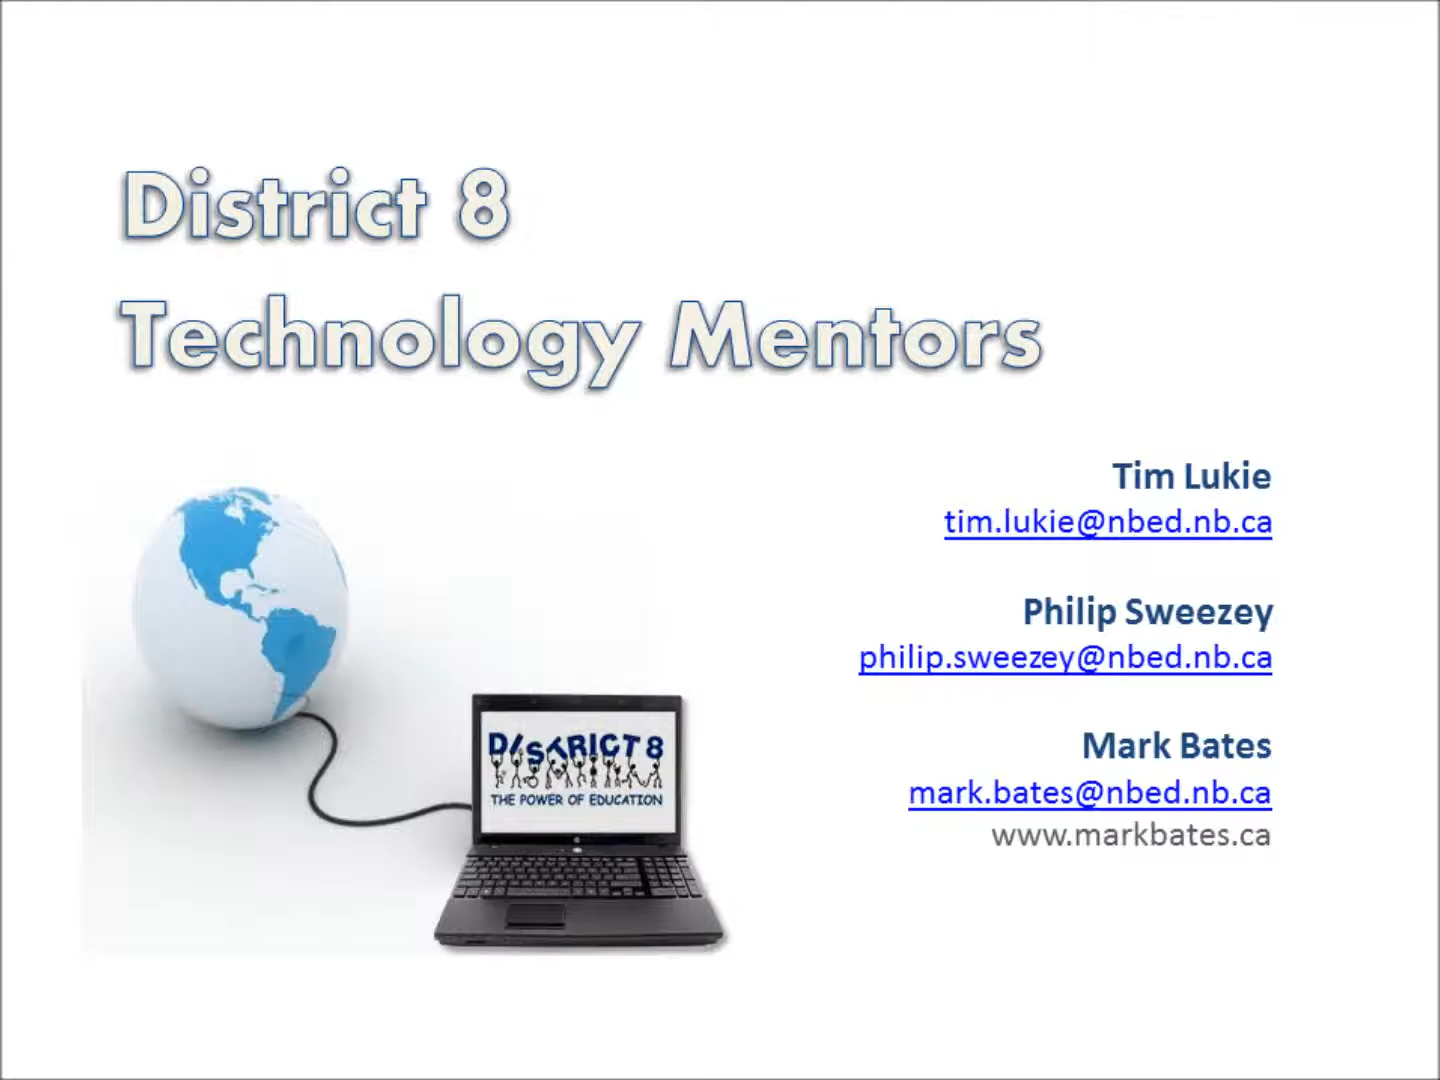 District 8
Technology Mentors
Tim Lukie
tim.lukie@nbed.nb.ca
Philip Sweezey
philip.sweezey@nbed.nb.ca
Mark Bates
mark.bates@nbed.nb.ca
www.markbates.ca
DISTRICT 8
THE POWER OF EDUCATION